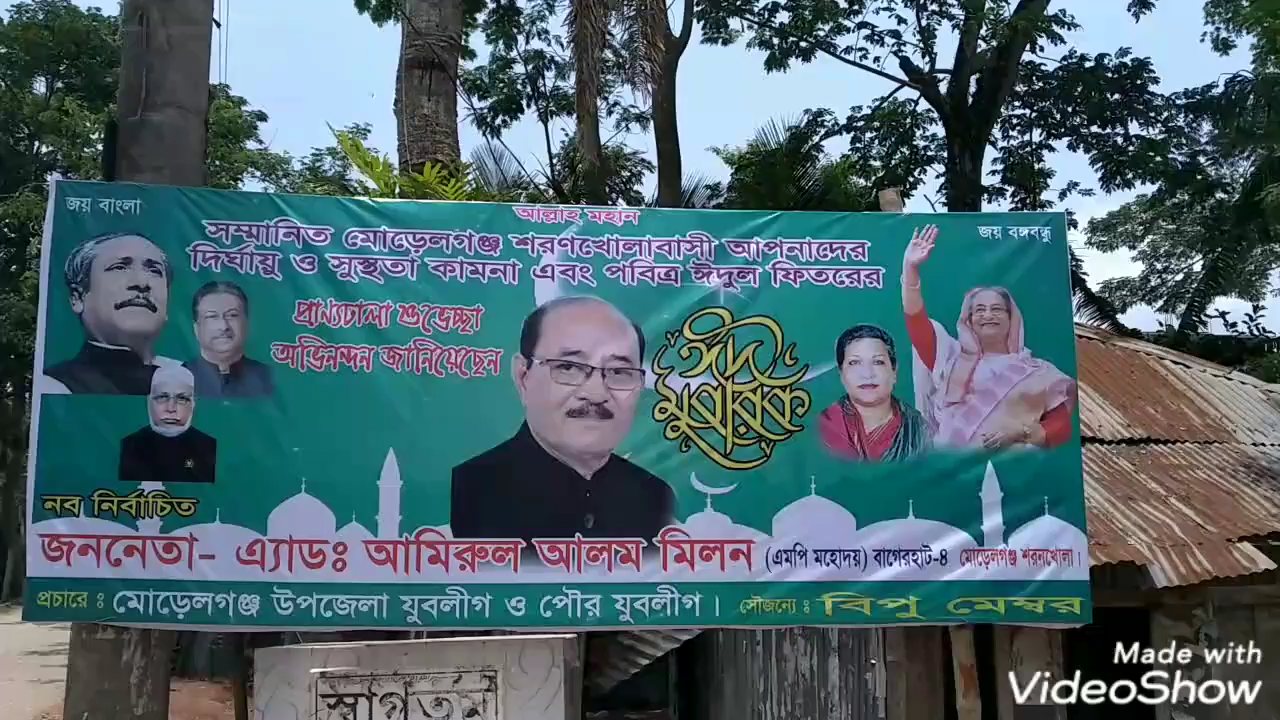 জয় বাংলা
আল্লাহ মহান
জয় বঙ্গবন্ধু
সম্মানিত মোড়েলগঞ্জ শরণখোলাবাসী আপনাদের
দির্ঘায়ু ও সুস্থতা কামনা এবং পবিত্র ঈদুল ফিতরের
প্রাণঢালা শুভেচ্ছা
অভিনন্দন জানিয়েছেন
ঈদ
মুবারক
নব নির্বাচিত
জননেতা- এ্যাডঃ আমিরুল আলম মিলন (এমপি মহোদয়) বাগেরহাট-৪ মোড়েলগঞ্জ শরনখোলা।
প্রচারে : মোড়েলগঞ্জ উপজেলা যুবলীগ ও পৌর যুবলীগ। সৌজন্যে : বিপু মেম্বর
স্বাগতম
Made with
VideoShow